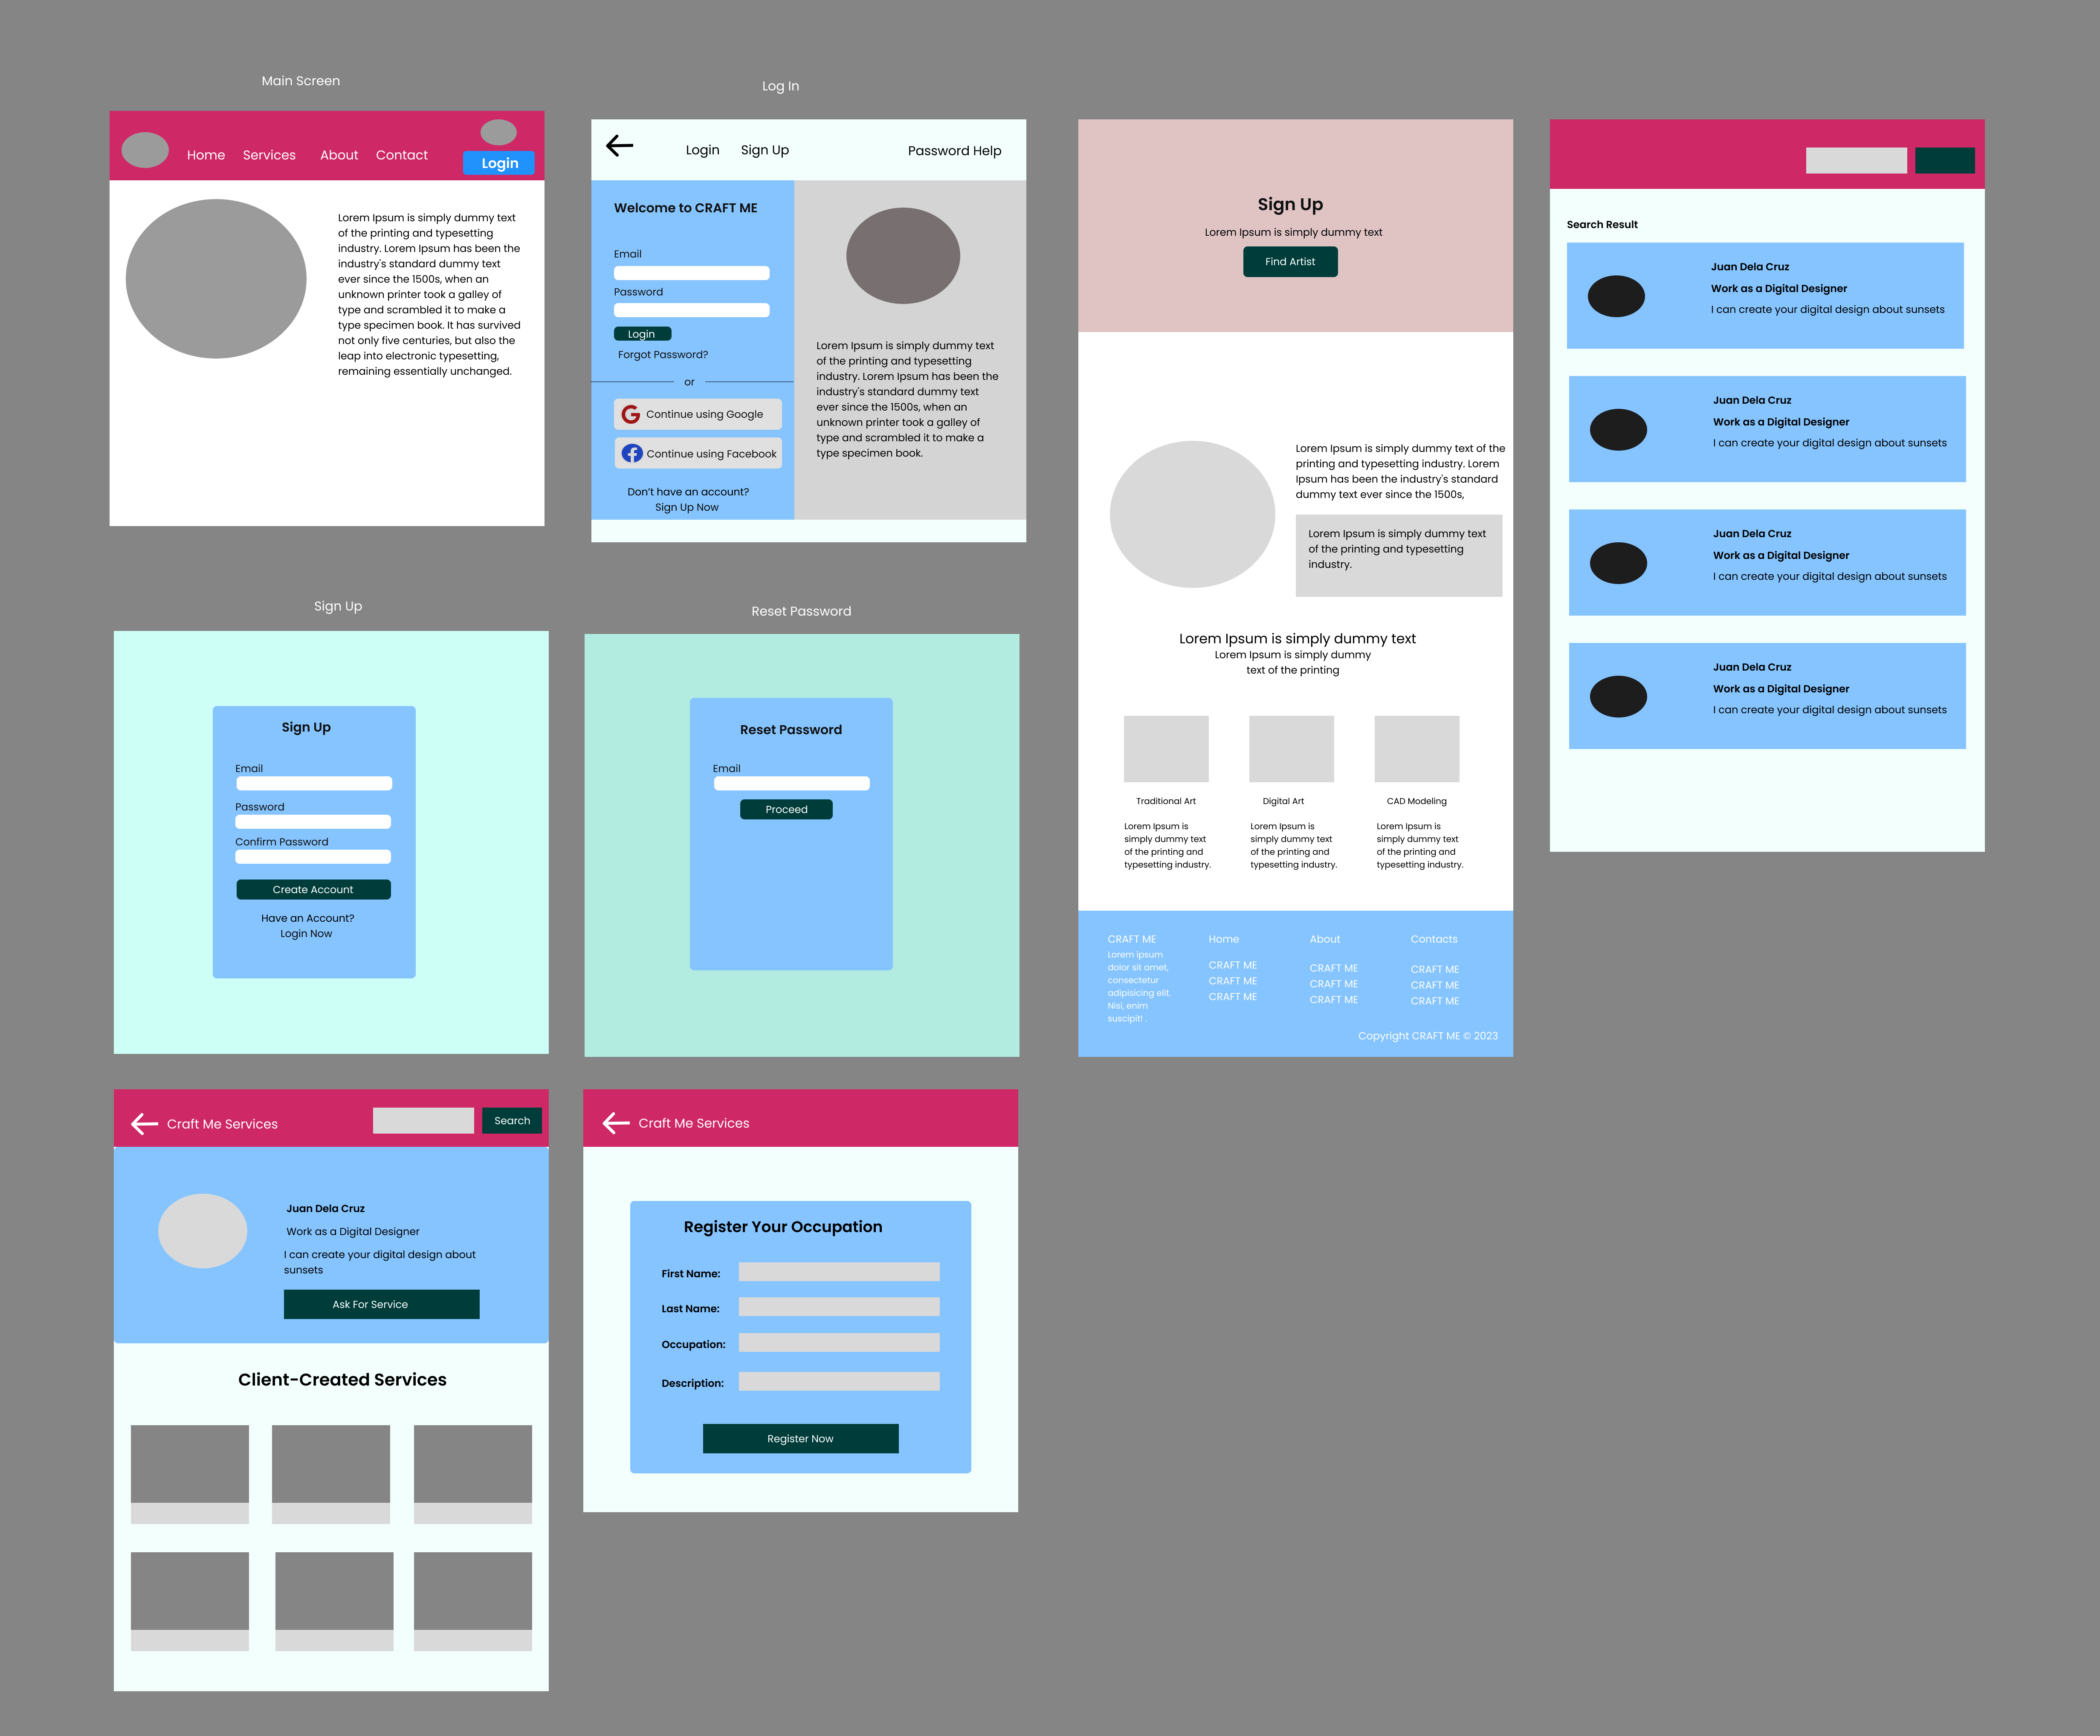 Main Screen
Home Services About Contact
Login
Lorem Ipsum is simply dummy text
of the printing and typesetting
industry. Lorem Ipsum has been the
industry's standard dummy text
ever since the 1500s, when an
unknown printer took a galley of
type and scrambled it to make a
type specimen book. It has survived
not only five centuries, but also the
leap into electronic typesetting,
remaining essentially unchanged.
Log In
Login Sign Up Password Help
Welcome to CRAFT ME
Email
Password
Login
Forgot Password?
or
Continue using Google
Continue using Facebook
Don't have an account?
Sign Up Now
Lorem Ipsum is simply dummy text
of the printing and typesetting
industry. Lorem Ipsum has been the
industry's standard dummy text
ever since the 1500s, when an
unknown printer took a galley of
type and scrambled it to make a
type specimen book.
Sign Up
Lorem Ipsum is simply dummy text
Find Artist
Lorem Ipsum is simply dummy text of the
printing and typesetting industry. Lorem
Ipsum has been the industry's standard
dummy text ever since the 1500s,
Lorem Ipsum is simply dummy text
of the printing and typesetting
industry.
Lorem Ipsum is simply dummy text
Lorem Ipsum is simply dummy
text of the printing
Traditional Art
Lorem Ipsum is
simply dummy text
of the printing and
typesetting industry.
Digital Art
Lorem Ipsum is
simply dummy text
of the printing and
typesetting industry.
CAD Modeling
Lorem Ipsum is
simply dummy text
of the printing and
typesetting industry.
CRAFT ME
Lorem ipsum
dolor sit amet,
consectetur
adipisicing elit.
Nisi, enim
suscipit! .
Home
CRAFT ME
CRAFT ME
CRAFT ME
About
CRAFT ME
CRAFT ME
CRAFT ME
Contacts
CRAFT ME
CRAFT ME
CRAFT ME
Copyright CRAFT ME © 2023
Search Result
Juan Dela Cruz
Work as a Digital Designer
I can create your digital design about sunsets
Juan Dela Cruz
Work as a Digital Designer
I can create your digital design about sunsets
Juan Dela Cruz
Work as a Digital Designer
I can create your digital design about sunsets
Juan Dela Cruz
Work as a Digital Designer
I can create your digital design about sunsets
Sign Up
Sign Up
Email
Password
Confirm Password
Create Account
Have an Account?
Login Now
Reset Password
Reset Password
Email
Proceed
Craft Me Services
Search
Juan Dela Cruz
Work as a Digital Designer
I can create your digital design about
sunsets
Ask For Service
Client-Created Services
Craft Me Services
Register Your Occupation
First Name:
Last Name:
Occupation:
Description:
Register Now